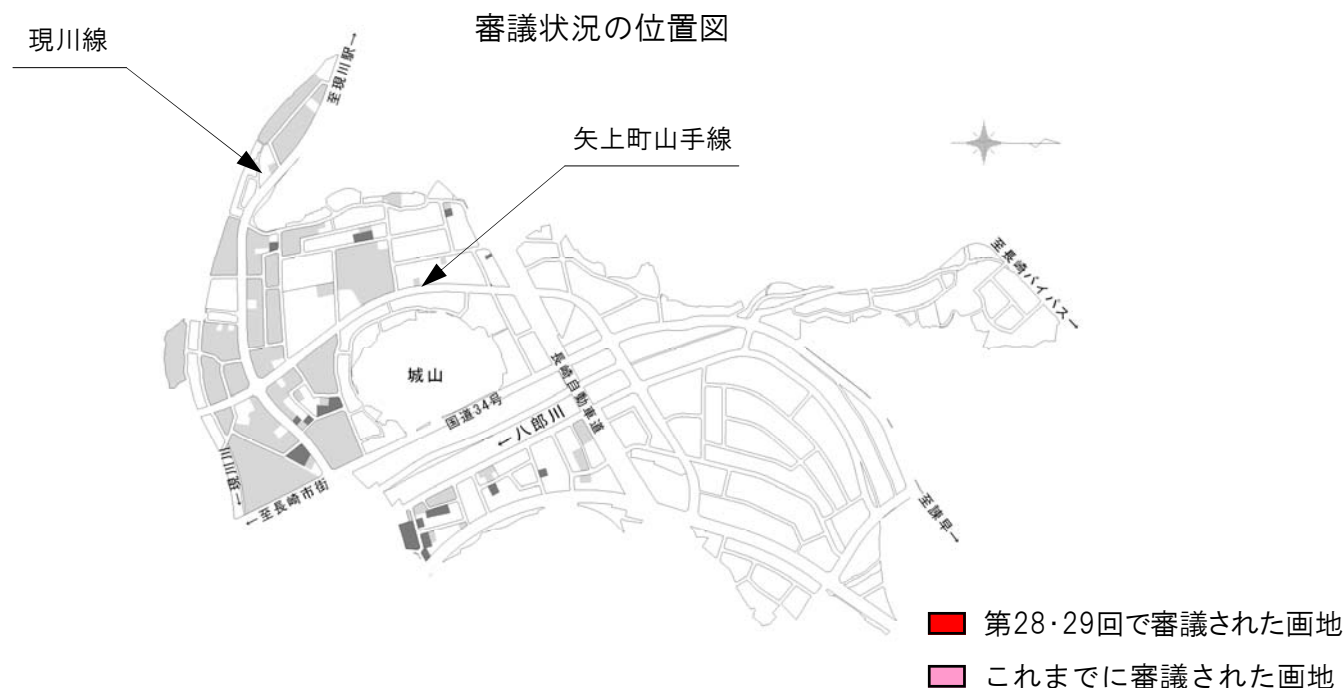 審議状況の位置図
現川線
至現川駅→
矢上町山手線
至長崎バイパス→
城山
長崎自動車道
国道34号
←八郎川
←至長崎市街
至諫早→
第28・29回で審議された画地
これまでに審議された画地